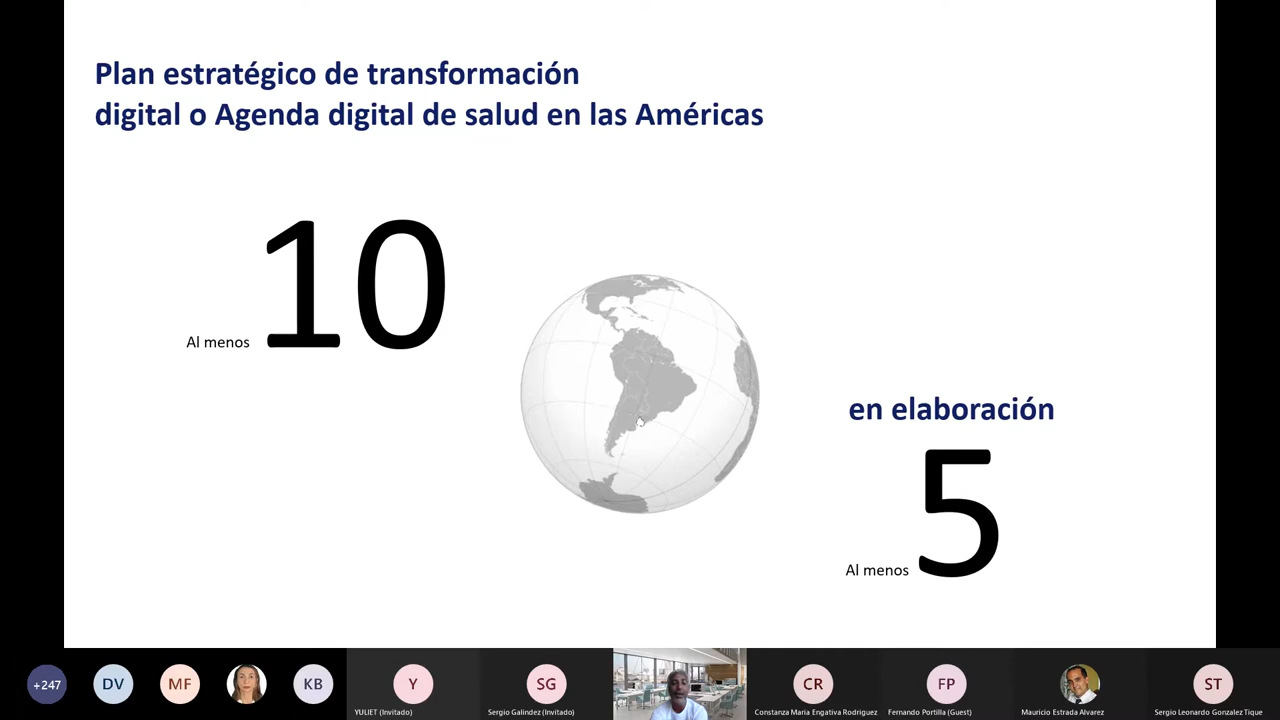 Plan estratégico de transformación
digital o Agenda digital de salud en las Américas
Al menos 10
en elaboración
Al menos 5
+247
DV
MF
KB
Y
YULIET (Invitado)
SG
Sergio Galindez (Invitado)
CR
Constanza Maria Engativa Rodriguez
FP
Fernando Portilla (Guest)
Mauricio Estrada Alvarez
ST
Sergio Leonardo Gonzalez Tique